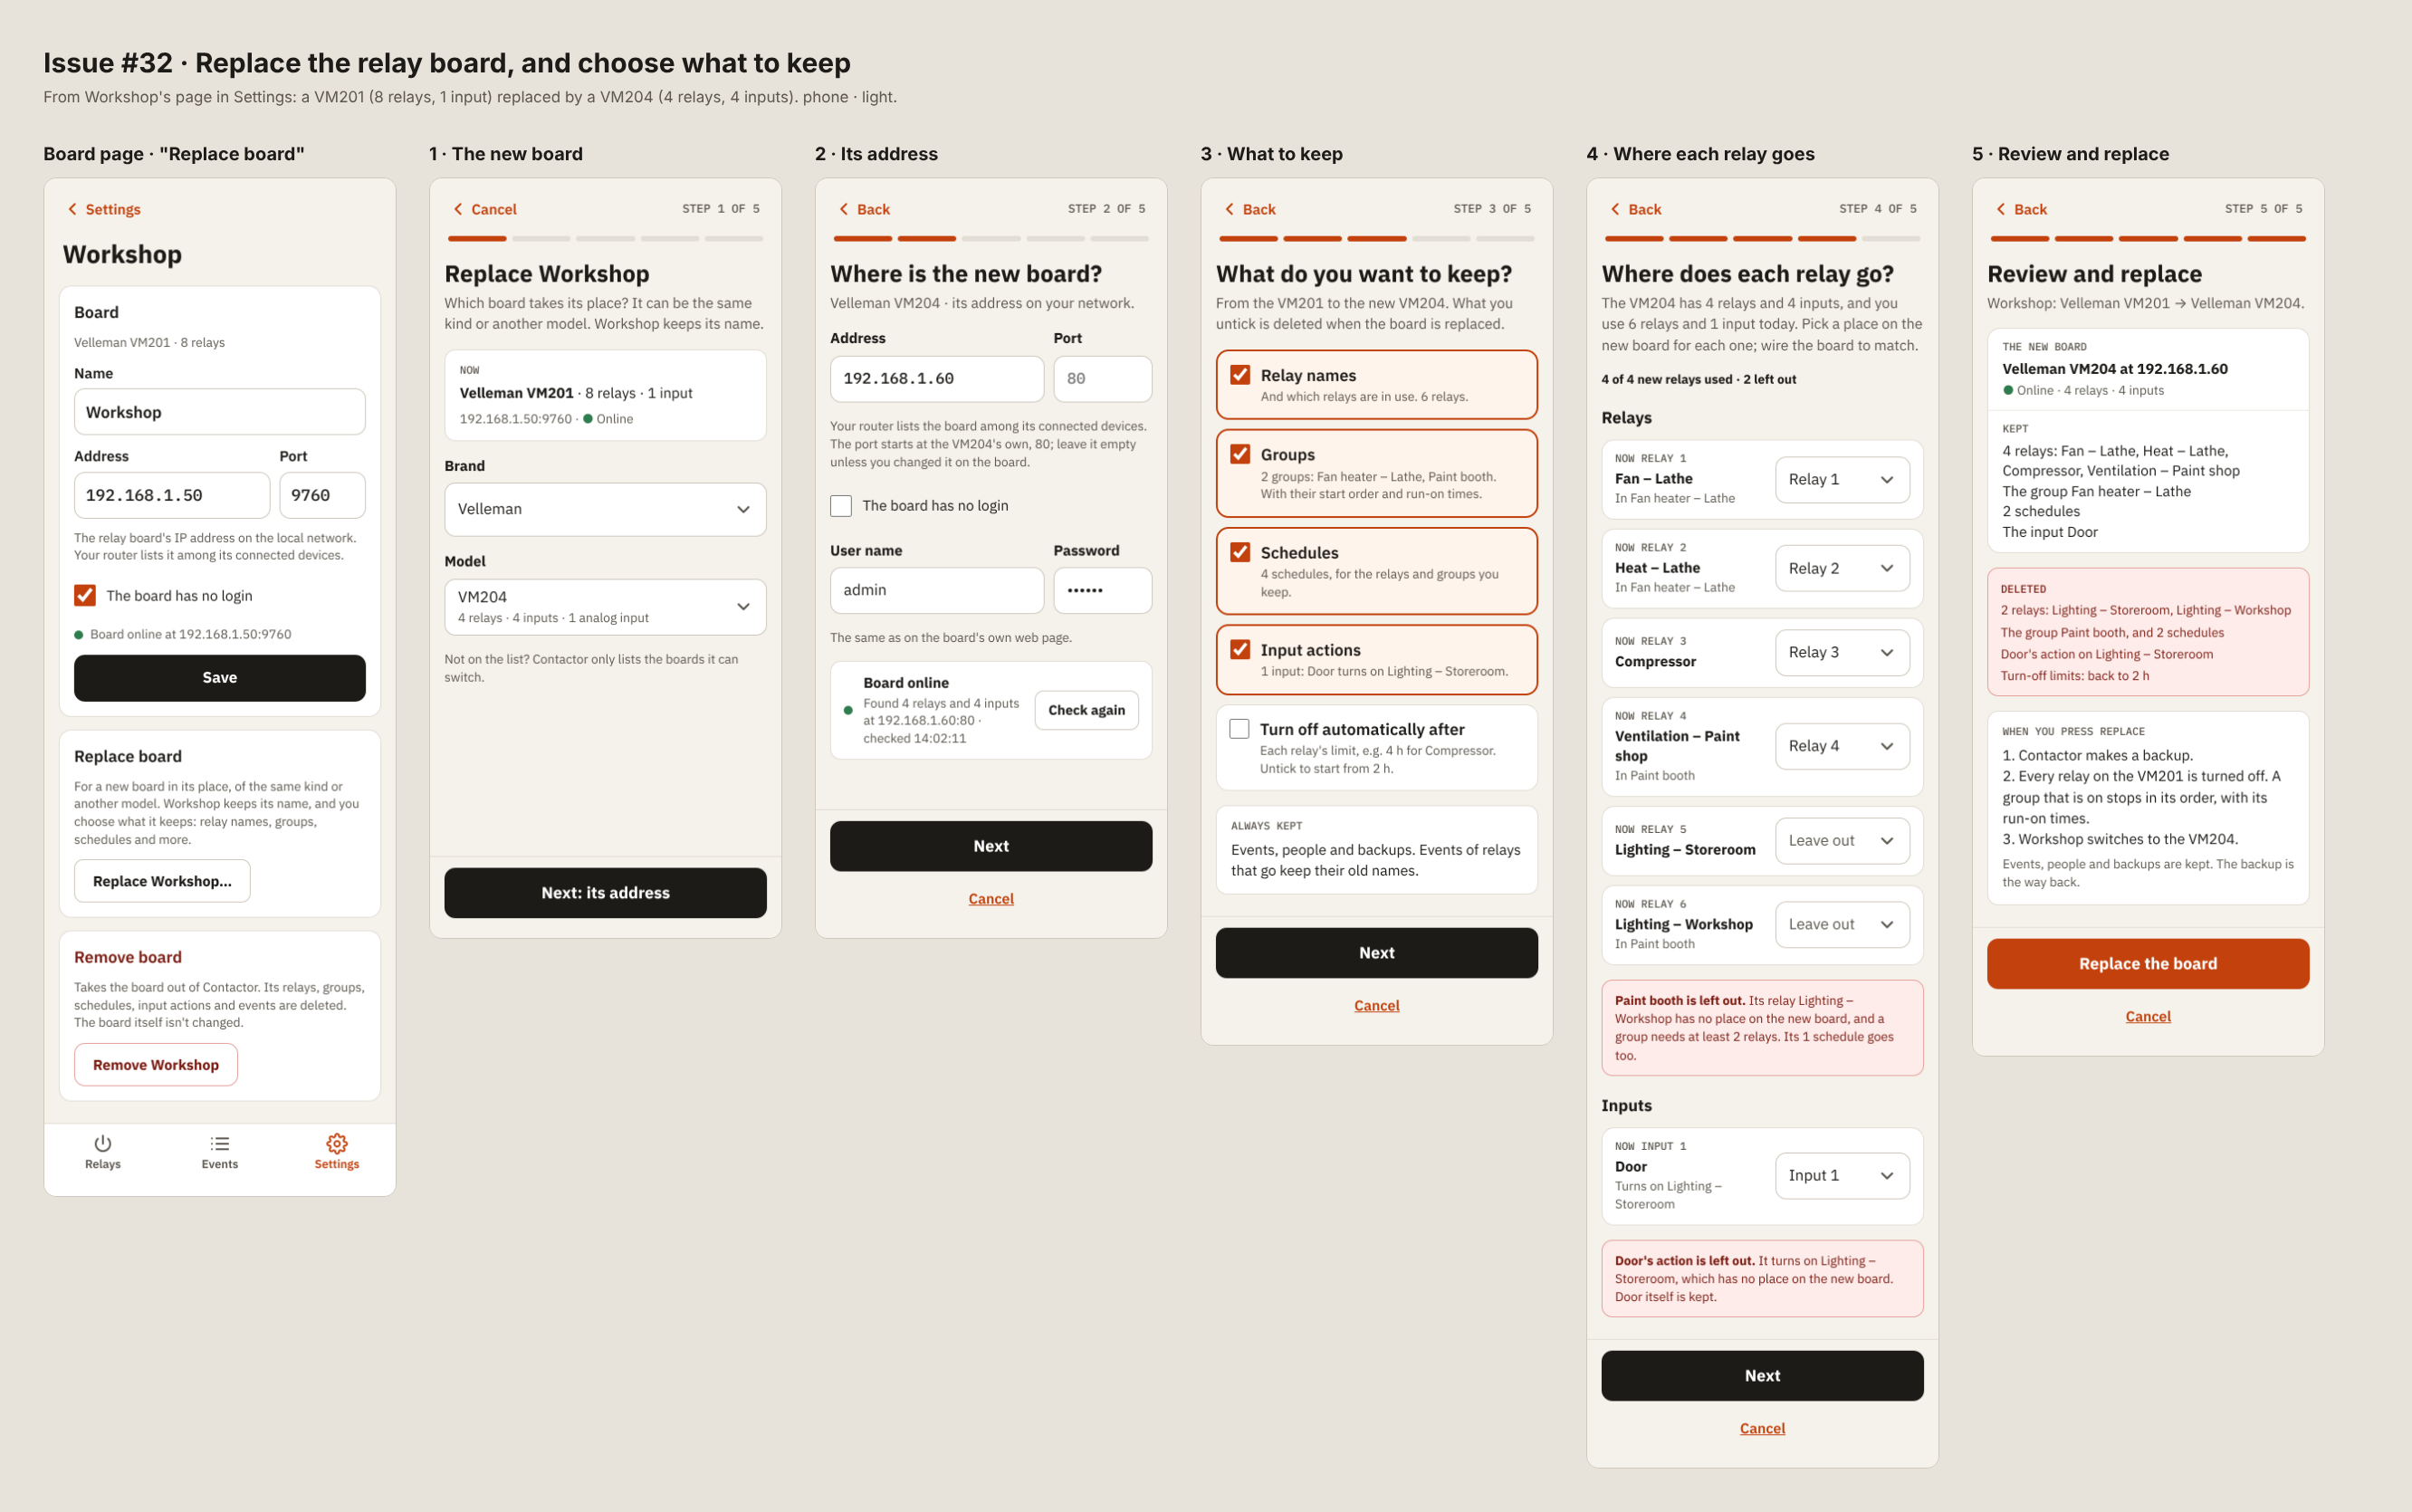 Issue #32 · Replace the relay board, and choose what to keep
From Workshop's page in Settings: a VM201 (8 relays, 1 input) replaced by a VM204 (4 relays, 4 inputs). phone · light.
Board page · "Replace board"
Settings
Workshop
Board
Velleman VM201 · 8 relays
Name
Workshop
Address
Port
192.168.1.50
9760
The relay board's IP address on the local network.
Your router lists it among its connected devices.
The board has no login
Board online at 192.168.1.50:9760
Save
Replace board
For a new board in its place, of the same kind or
another model. Workshop keeps its name, and you
choose what it keeps: relay names, groups,
schedules and more.
Replace Workshop...
Remove board
Takes the board out of Contactor. Its relays, groups,
schedules, input actions and events are deleted.
The board itself isn't changed.
Remove Workshop
Relays
Events
Settings
1 · The new board
Cancel
STEP 1 OF 5
Replace Workshop
Which board takes its place? It can be the same
kind or another model. Workshop keeps its name.
NOW
Velleman VM201 · 8 relays · 1 input
192.168.1.50:9760 · Online
Brand
Velleman
Model
VM204
4 relays · 4 inputs · 1 analog input
Not on the list? Contactor only lists the boards it can
switch.
Next: its address
2 · Its address
Back
STEP 2 OF 5
Where is the new board?
Velleman VM204 · its address on your network.
Address
Port
192.168.1.60
80
Your router lists the board among its connected devices.
The port starts at the VM204's own, 80; leave it empty
unless you changed it on the board.
The board has no login
User name
Password
admin
••••••
The same as on the board's own web page.
Board online
Found 4 relays and 4 inputs
at 192.168.1.60:80 ·
checked 14:02:11
Check again
Next
Cancel
3 · What to keep
Back
STEP 3 OF 5
What do you want to keep?
From the VM201 to the new VM204. What you
untick is deleted when the board is replaced.
Relay names
And which relays are in use. 6 relays.
Groups
2 groups: Fan heater – Lathe, Paint booth.
With their start order and run-on times.
Schedules
4 schedules, for the relays and groups you
keep.
Input actions
1 input: Door turns on Lighting – Storeroom.
Turn off automatically after
Each relay's limit, e.g. 4 h for Compressor.
Untick to start from 2 h.
ALWAYS KEPT
Events, people and backups. Events of relays
that go keep their old names.
Next
Cancel
4 · Where each relay goes
Back
STEP 4 OF 5
Where does each relay go?
The VM204 has 4 relays and 4 inputs, and you
use 6 relays and 1 input today. Pick a place on the
new board for each one; wire the board to match.
4 of 4 new relays used · 2 left out
Relays
NOW RELAY 1
Fan – Lathe
In Fan heater – Lathe
Relay 1
NOW RELAY 2
Heat – Lathe
In Fan heater – Lathe
Relay 2
NOW RELAY 3
Compressor
Relay 3
NOW RELAY 4
Ventilation – Paint
shop
In Paint booth
Relay 4
NOW RELAY 5
Lighting – Storeroom
Leave out
NOW RELAY 6
Lighting – Workshop
In Paint booth
Leave out
Paint booth is left out. Its relay Lighting –
Workshop has no place on the new board, and a
group needs at least 2 relays. Its 1 schedule goes
too.
Inputs
NOW INPUT 1
Door
Turns on Lighting –
Storeroom
Input 1
Door's action is left out. It turns on Lighting –
Storeroom, which has no place on the new board.
Door itself is kept.
Next
Cancel
5 · Review and replace
Back
STEP 5 OF 5
Review and replace
Workshop: Velleman VM201 → Velleman VM204.
THE NEW BOARD
Velleman VM204 at 192.168.1.60
Online · 4 relays · 4 inputs
KEPT
4 relays: Fan – Lathe, Heat – Lathe,
Compressor, Ventilation – Paint shop
The group Fan heater – Lathe
2 schedules
The input Door
DELETED
2 relays: Lighting – Storeroom, Lighting – Workshop
The group Paint booth, and 2 schedules
Door's action on Lighting – Storeroom
Turn-off limits: back to 2 h
WHEN YOU PRESS REPLACE
1. Contactor makes a backup.
2. Every relay on the VM201 is turned off. A
group that is on stops in its order, with its
run-on times.
3. Workshop switches to the VM204.
Events, people and backups are kept. The backup is
the way back.
Replace the board
Cancel